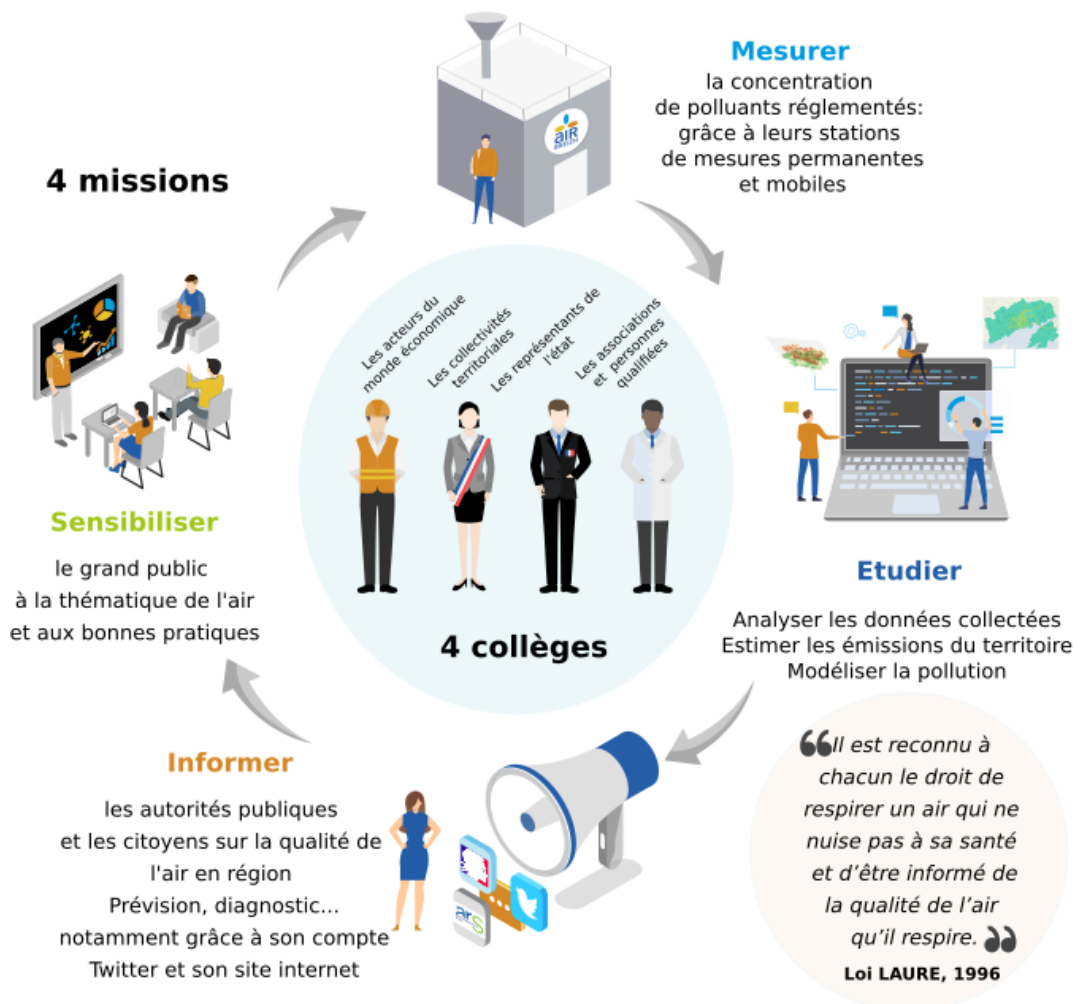 4 missions
Mesurer
la concentration
de polluants réglementés:
grâce à leurs stations
de mesures permanentes
et mobiles
aiR
BREIZH
Etudier
Analyser les données collectées
Estimer les émissions du territoire
Modéliser la pollution
Informer
les autorités publiques
et les citoyens sur la qualité de
l'air en région
Prévision, diagnostic...
notamment grâce à son compte
Twitter et son site internet
Sensibiliser
le grand public
à la thématique de l'air
et aux bonnes pratiques
Les acteurs du
monde économique
Les collectivités
territoriales
Les représentants de
l'état
Les associations
et personnes
qualifiées
4 collèges
❝Il est reconnu à
chacun le droit de
respirer un air qui ne
nuise pas à sa santé
et d’être informé de
la qualité de l’air
qu’il respire. ❞
Loi LAURE, 1996